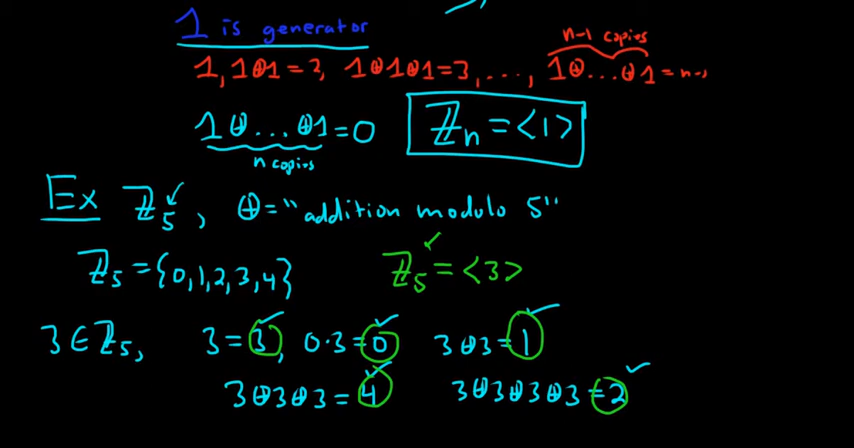 1 is generator
n-1 copies
1, 1⊕1=2, 1⊕1⊕1=3, ..., 1⊕...⊕1=n-1
1⊕...⊕1=0 ℤn=<1>
n copies
Ex ℤ5, ⊕="addition modulo 5"
ℤ5={0,1,2,3,4} ℤ5=<3>
3∈ℤ5, 3=3, 0·3=0 3⊕3=1
3⊕3⊕3=4 3⊕3⊕3⊕3=2